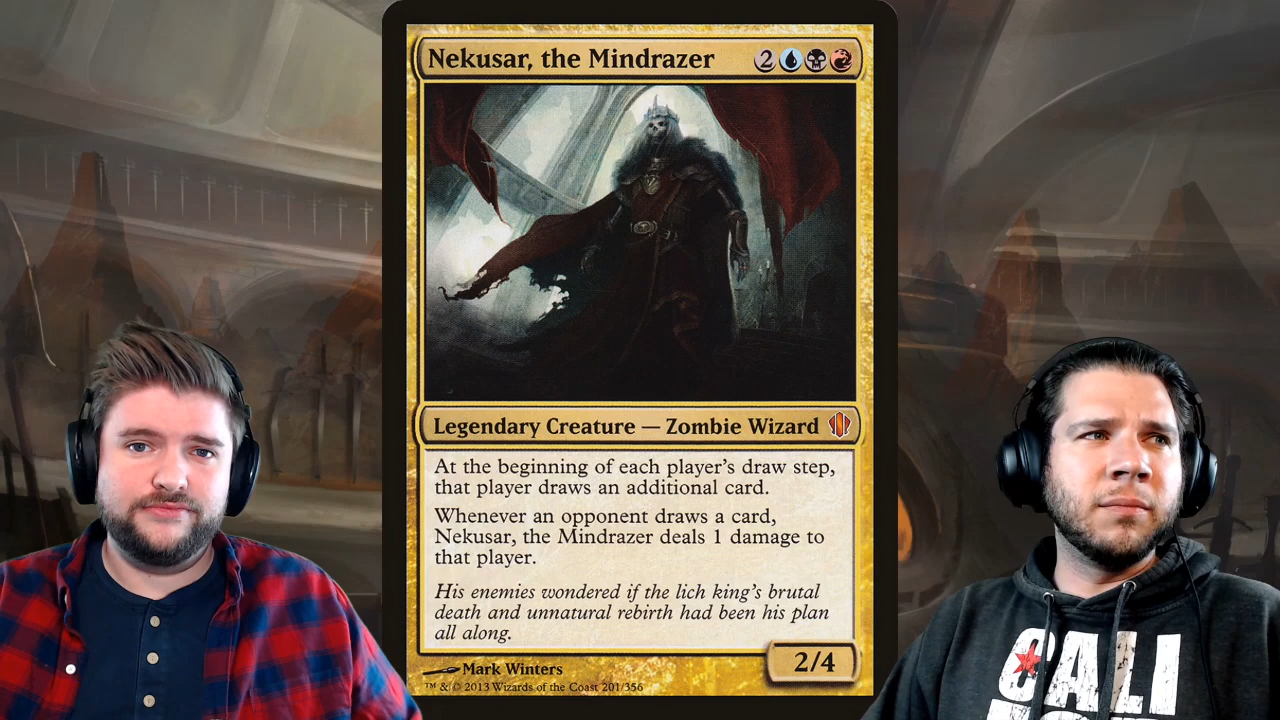 Nekusar, the Mindrazer 2
Legendary Creature — Zombie Wizard
At the beginning of each player's draw step,
that player draws an additional card.
Whenever an opponent draws a card,
Nekusar, the Mindrazer deals 1 damage to
that player.
His enemies wondered if the lich king's brutal
death and unnatural rebirth had been his plan
all along.
2/4
Mark Winters
™ & © 2013 Wizards of the Coast 201/356
CALI